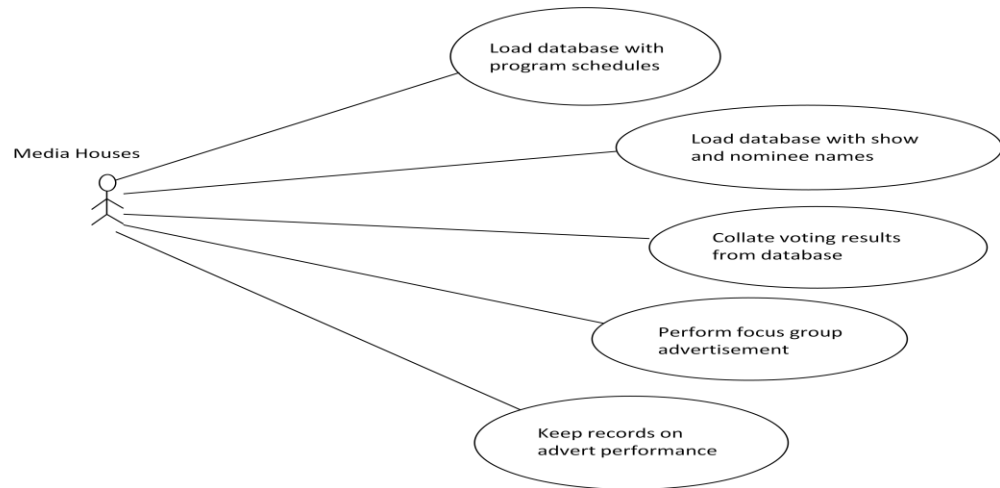 Load database with
program schedules
Media Houses
Load database with show
and nominee names
Collate voting results
from database
Perform focus group
advertisement
Keep records on
advert performance